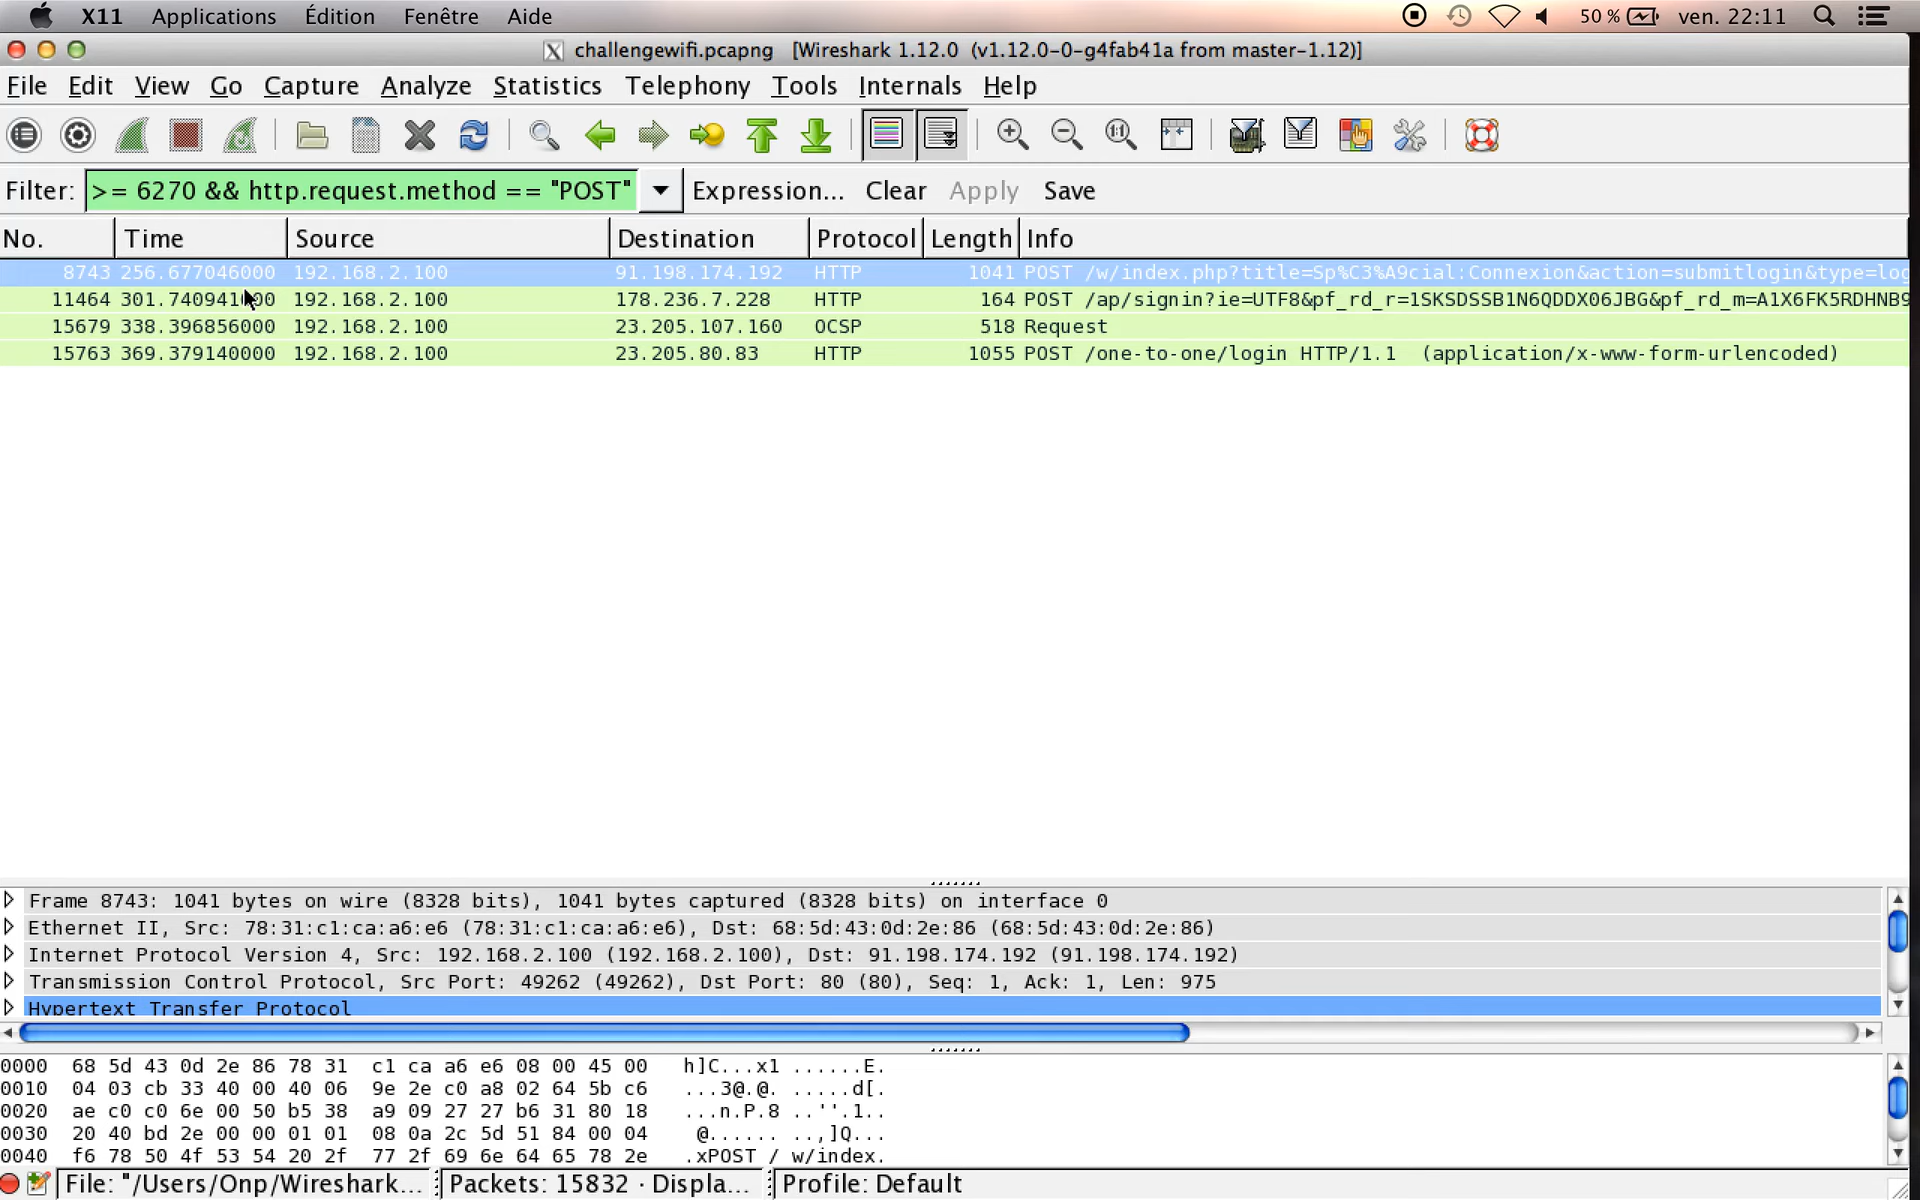 X11 Applications Édition Fenêtre Aide 50 % ven. 22:11
challengewifi.pcapng [Wireshark 1.12.0 (v1.12.0-0-g4fab41a from master-1.12)]
File Edit View Go Capture Analyze Statistics Telephony Tools Internals Help
Filter: >= 6270 && http.request.method == "POST" Expression... Clear Apply Save
No. Time Source Destination Protocol Length Info
8743 256.677046000 192.168.2.100 91.198.174.192 HTTP 1041 POST /w/index.php?title=Sp%C3%A9cial:Connexion&action=submitlogin&type=log
11464 301.740941000 192.168.2.100 178.236.7.228 HTTP 164 POST /ap/signin?ie=UTF8&pf_rd_r=1SKSDSSB1N6QDDX06JBG&pf_rd_m=A1X6FK5RDHNB9
15679 338.396856000 192.168.2.100 23.205.107.160 OCSP 518 Request
15763 369.379140000 192.168.2.100 23.205.80.83 HTTP 1055 POST /one-to-one/login HTTP/1.1 (application/x-www-form-urlencoded)
Frame 8743: 1041 bytes on wire (8328 bits), 1041 bytes captured (8328 bits) on interface 0
Ethernet II, Src: 78:31:c1:ca:a6:e6 (78:31:c1:ca:a6:e6), Dst: 68:5d:43:0d:2e:86 (68:5d:43:0d:2e:86)
Internet Protocol Version 4, Src: 192.168.2.100 (192.168.2.100), Dst: 91.198.174.192 (91.198.174.192)
Transmission Control Protocol, Src Port: 49262 (49262), Dst Port: 80 (80), Seq: 1, Ack: 1, Len: 975
Hypertext Transfer Protocol
0000 68 5d 43 0d 2e 86 78 31 c1 ca a6 e6 08 00 45 00 h]C...x1 ......E.
0010 04 03 cb 33 40 00 40 06 9e 2e c0 a8 02 64 5b c6 ...3@.@. .....d[.
0020 ae c0 c0 6e 00 50 b5 38 a9 09 27 27 b6 31 80 18 ...n.P.8 ..''.1..
0030 20 40 bd 2e 00 00 01 01 08 0a 2c 5d 51 84 00 04 @...... ..,]Q...
0040 f6 78 50 4f 53 54 20 2f 77 2f 69 6e 64 65 78 2e .xPOST / w/index.
File: "/Users/Onp/Wireshark... Packets: 15832 · Displa... Profile: Default